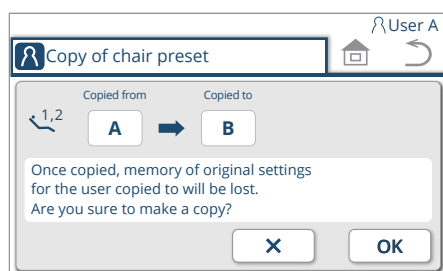 User A
Copy of chair preset
Copied from
Copied to
1,2
A
B
Once copied, memory of original settings
for the user copied to will be lost.
Are you sure to make a copy?
OK